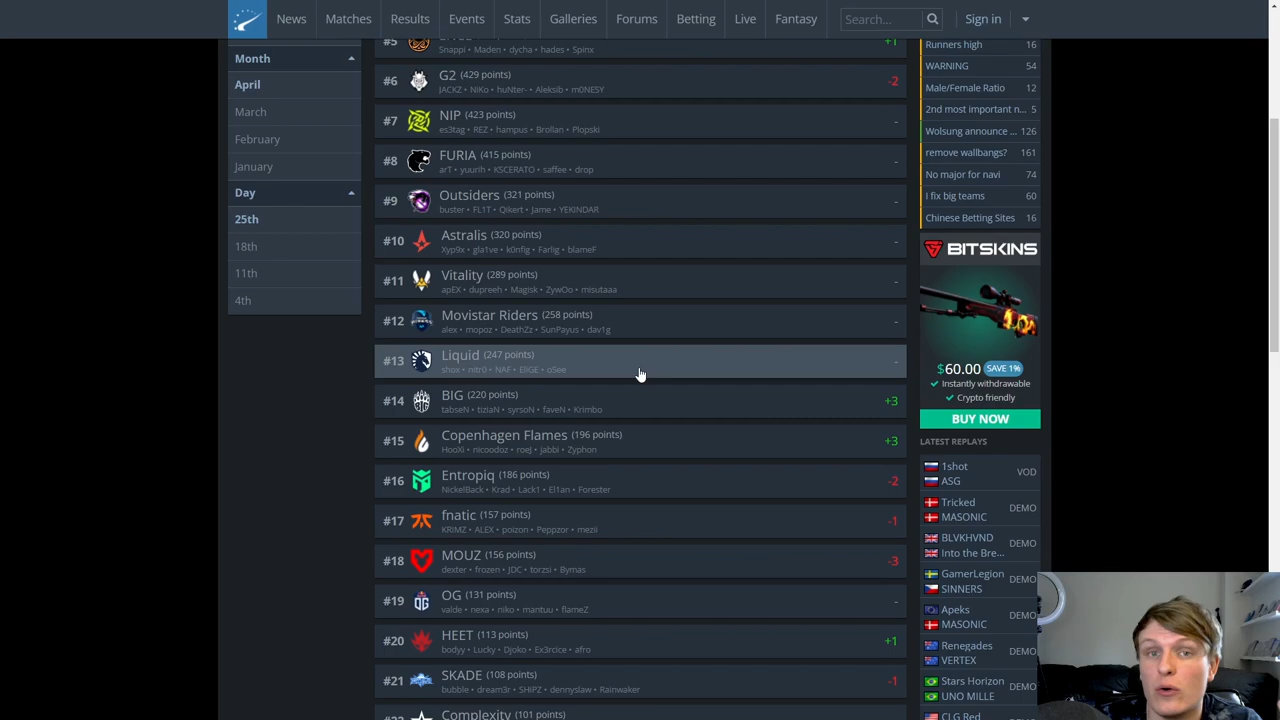 News Matches Results Events Stats Galleries Forums Betting Live Fantasy Search... Sign in
Month
April
March
February
January
Day
25th
18th
11th
4th
#5 +1
Snappi • Maden • dycha • hades • Spinx
#6 G2 (429 points) -2
JACKZ • NiKo • huNter- • Aleksib • m0NESY
#7 NIP (423 points) -
es3tag • REZ • hampus • Brollan • Plopski
#8 FURIA (415 points) -
arT • yuurih • KSCERATO • saffee • drop
#9 Outsiders (321 points) -
buster • FL1T • Qikert • Jame • YEKINDAR
#10 Astralis (320 points) -
Xyp9x • gla1ve • k0nfig • Farlig • blameF
#11 Vitality (289 points) -
apEX • dupreeh • Magisk • ZywOo • misutaaa
#12 Movistar Riders (258 points) -
alex • mopoz • DeathZz • SunPayus • dav1g
#13 Liquid (247 points) -
shox • nitr0 • NAF • EliGE • oSee
#14 BIG (220 points) +3
tabseN • tiziaN • syrsoN • faveN • Krimbo
#15 Copenhagen Flames (196 points) +3
HooXi • nicoodoz • roeJ • jabbi • Zyphon
#16 Entropiq (186 points) -2
NickelBack • Krad • Lack1 • El1an • Forester
#17 fnatic (157 points) -1
KRIMZ • ALEX • poizon • Peppzor • mezii
#18 MOUZ (156 points) -3
dexter • frozen • JDC • torzsi • Bymas
#19 OG (131 points) -
valde • nexa • niko • mantuu • flameZ
#20 HEET (113 points) +1
bodyy • Lucky • Djoko • Ex3rcice • afro
#21 SKADE (108 points) -1
bubble • dream3r • SHiPZ • dennyslaw • Rainwaker
Complexity (101 points)
Runners high 16
WARNING 54
Male/Female Ratio 12
2nd most important n... 5
Wolsung announce ... 126
remove wallbangs? 161
No major for navi 74
I fix big teams 60
Chinese Betting Sites 16
BITSKINS
$60.00 SAVE 1%
Instantly withdrawable
Crypto friendly
BUY NOW
LATEST REPLAYS
1shot VOD
ASG
Tricked DEMO
MASONIC
BLVKHVND DEMO
Into the Bre...
GamerLegion DEMO
SINNERS
Apeks DEMO
MASONIC
Renegades DEMO
VERTEX
Stars Horizon DEMO
UNO MILLE
CLG Red